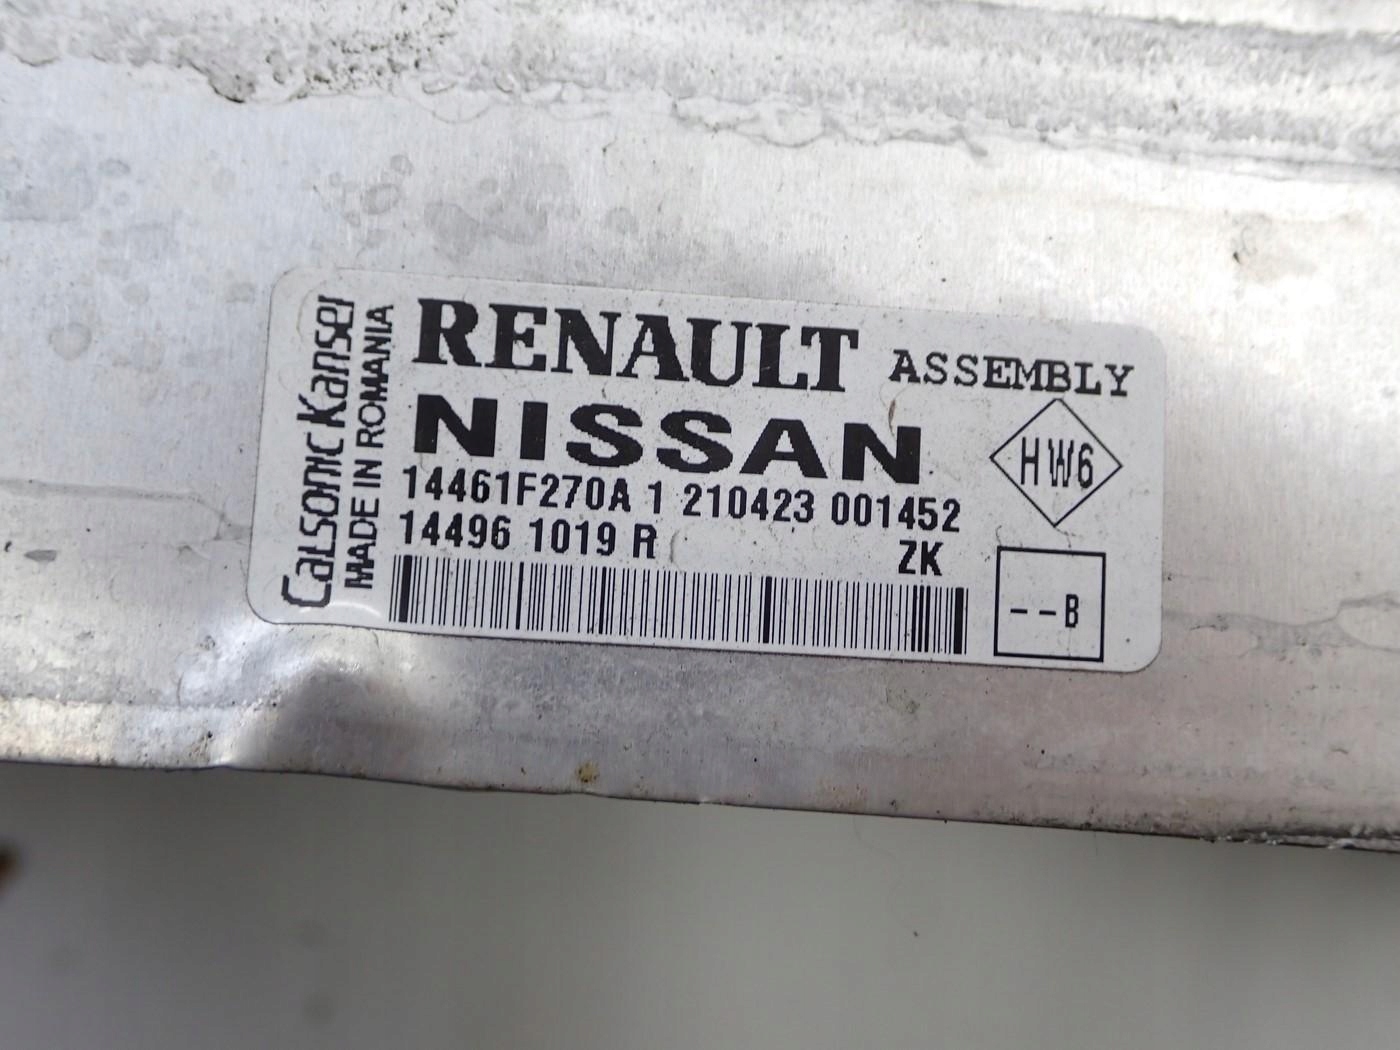 Calsonic Kansei
MADE IN ROMANIA
RENAULT ASSEMBLY
NISSAN
HW6
14461F270A 1 210423 001452
14496 1019 R ZK
--B